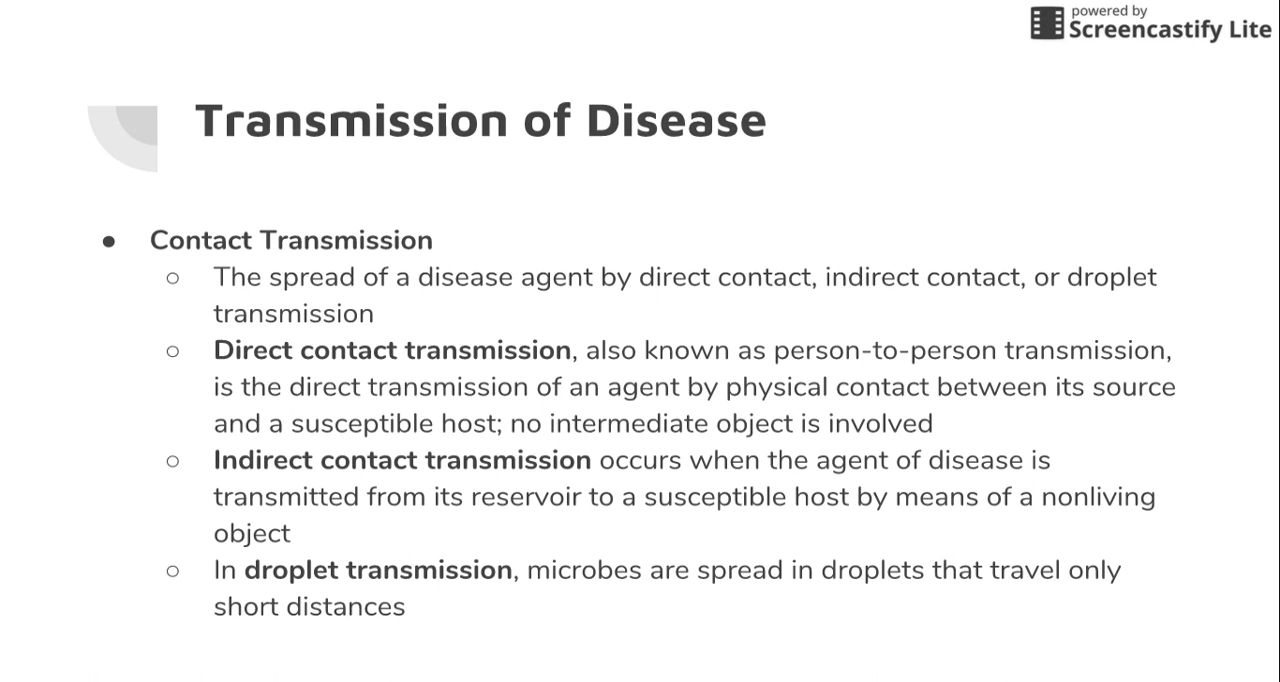 powered by
Screencastify Lite
Transmission of Disease
● Contact Transmission
○ The spread of a disease agent by direct contact, indirect contact, or droplet
transmission
○ Direct contact transmission, also known as person-to-person transmission,
is the direct transmission of an agent by physical contact between its source
and a susceptible host; no intermediate object is involved
○ Indirect contact transmission occurs when the agent of disease is
transmitted from its reservoir to a susceptible host by means of a nonliving
object
○ In droplet transmission, microbes are spread in droplets that travel only
short distances